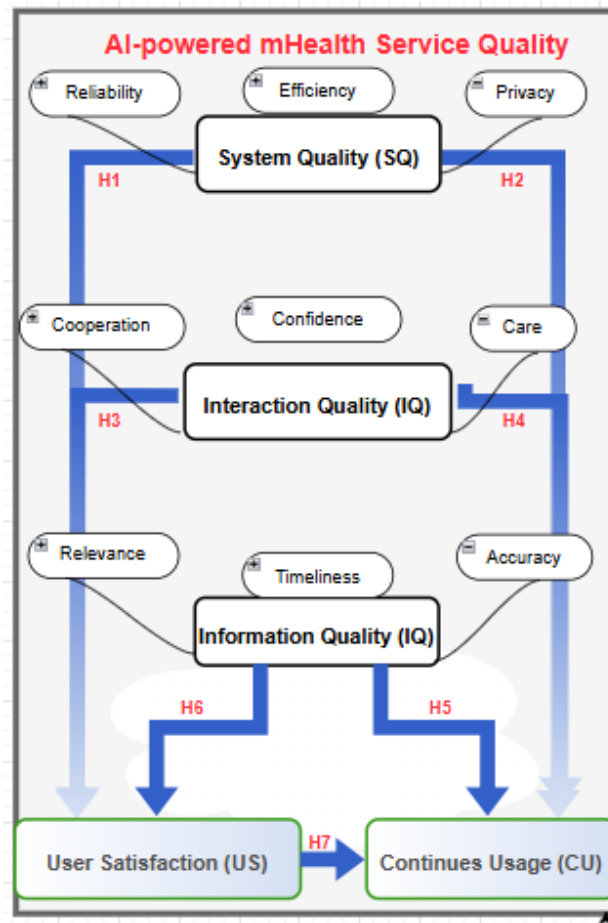 AI-powered mHealth Service Quality
Reliability
Efficiency
Privacy
System Quality (SQ)
H1
H2
Cooperation
Confidence
Care
Interaction Quality (IQ)
H3
H4
Relevance
Timeliness
Accuracy
Information Quality (IQ)
H6
H5
User Satisfaction (US)
H7
Continues Usage (CU)